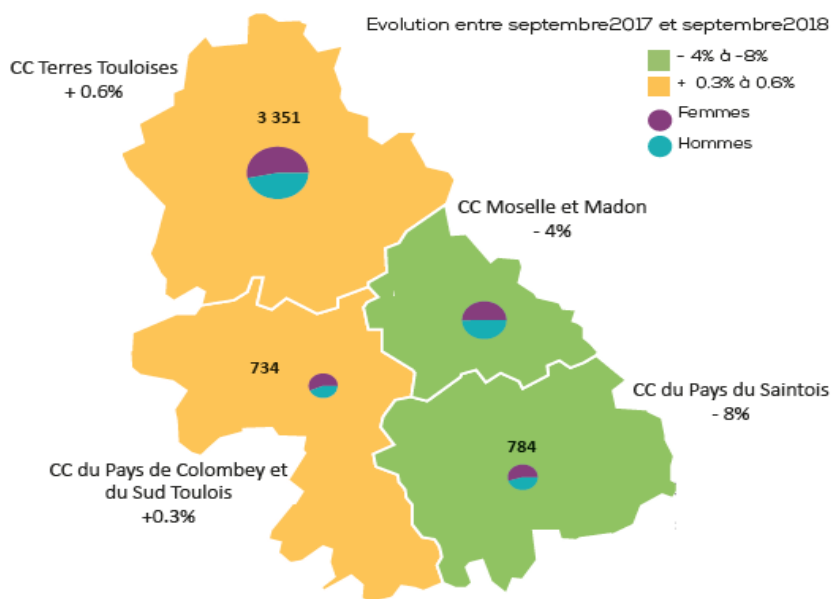 Evolution entre septembre2017 et septembre2018
- 4% à -8%
+ 0.3% à 0.6%
Femmes
Hommes
CC Terres Touloises
+ 0.6%
3 351
CC Moselle et Madon
- 4%
734
CC du Pays du Saintois
- 8%
784
CC du Pays de Colombey et
du Sud Toulois
+0.3%